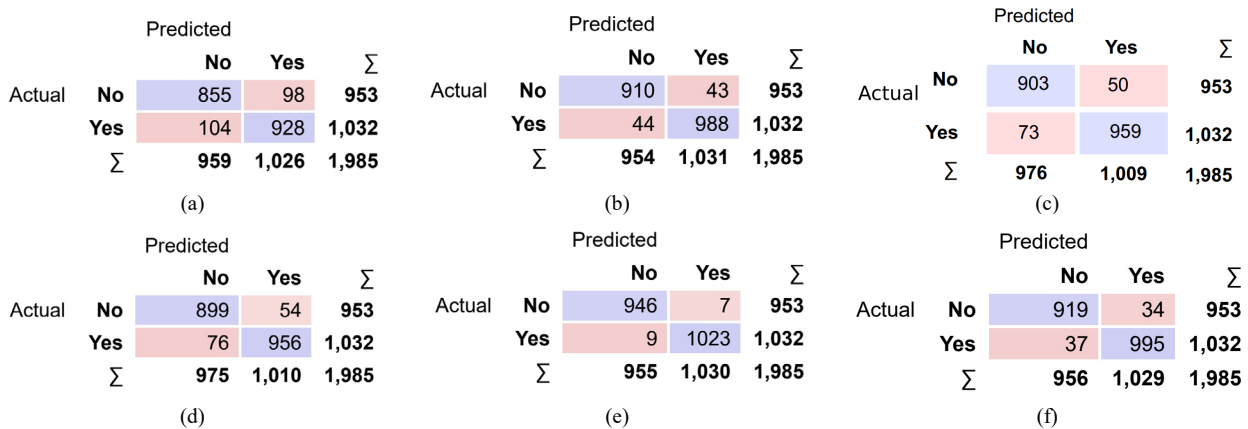 Predicted
No Yes ∑
Actual No 855 98 953
Yes 104 928 1,032
∑ 959 1,026 1,985
(a)
Predicted
No Yes ∑
Actual No 910 43 953
Yes 44 988 1,032
∑ 954 1,031 1,985
(b)
Predicted
No Yes ∑
Actual No 903 50 953
Yes 73 959 1,032
∑ 976 1,009 1,985
(c)
Predicted
No Yes ∑
Actual No 899 54 953
Yes 76 956 1,032
∑ 975 1,010 1,985
(d)
Predicted
No Yes ∑
Actual No 946 7 953
Yes 9 1023 1,032
∑ 955 1,030 1,985
(e)
Predicted
No Yes ∑
Actual No 919 34 953
Yes 37 995 1,032
∑ 956 1,029 1,985
(f)